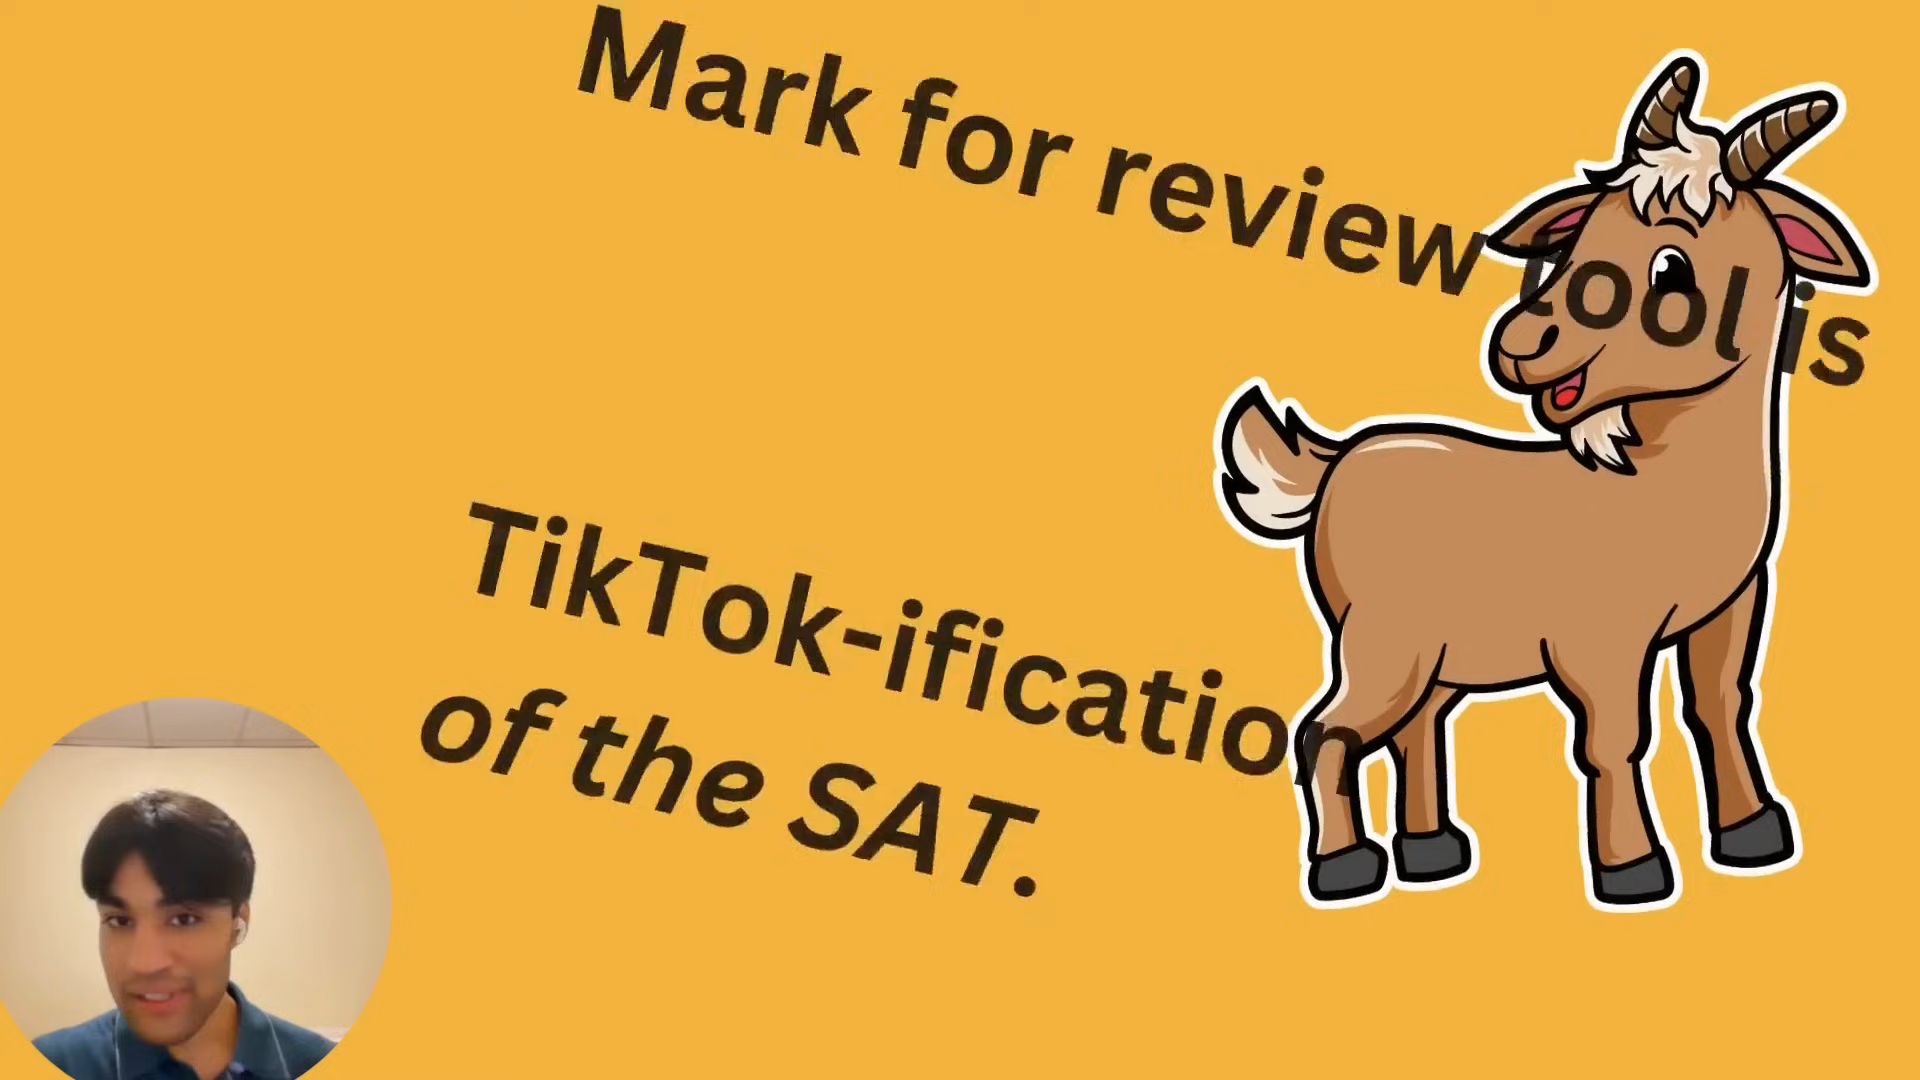 Mark for review tool is
TikTok-ification
of the SAT.